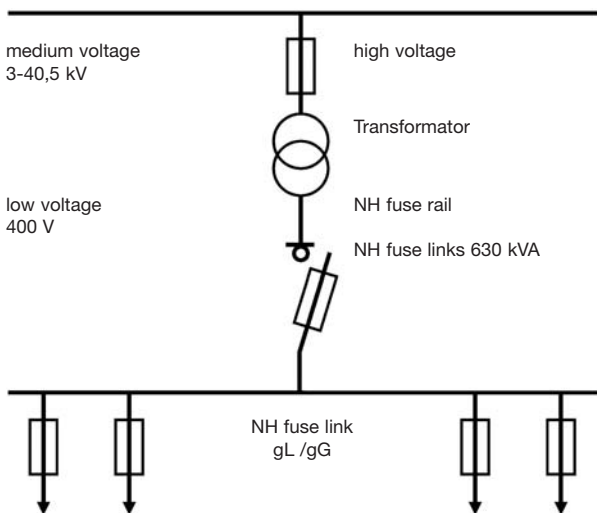 medium voltage
3-40,5 kV
high voltage
Transformator
low voltage
400 V
NH fuse rail
NH fuse links 630 kVA
NH fuse link
gL /gG